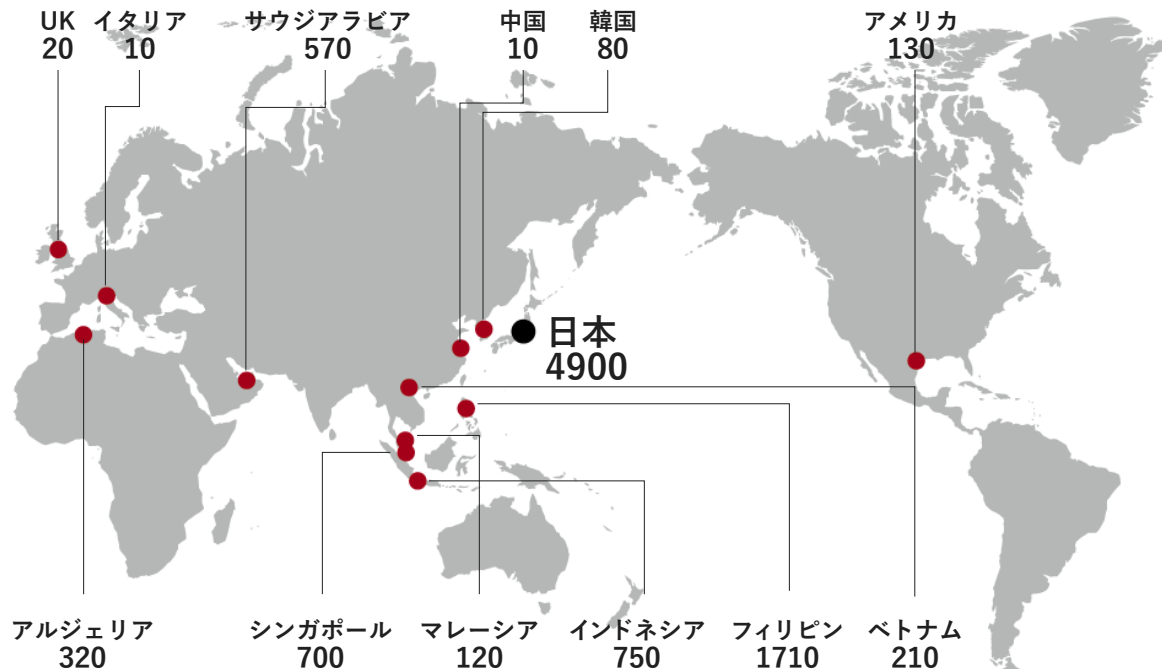 UK イタリア サウジアラビア 中国 韓国 アメリカ
20 10 570 10 80 130
日本
4900
アルジェリア シンガポール マレーシア インドネシア フィリピン ベトナム
320 700 120 750 1710 210